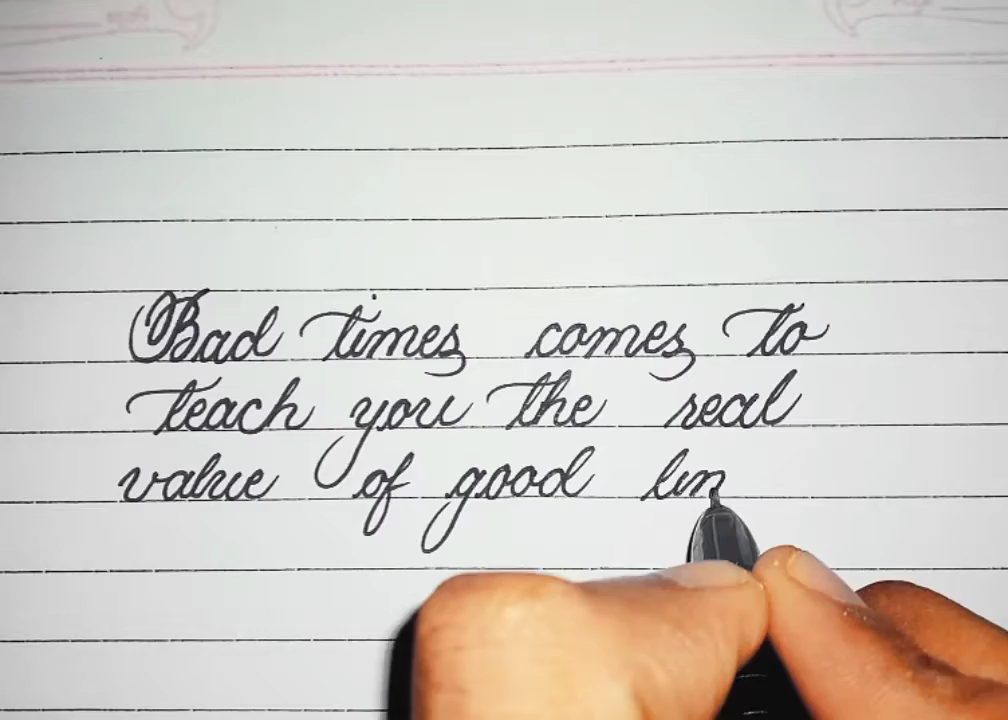 Bad times comes to
teach you the real
value of good